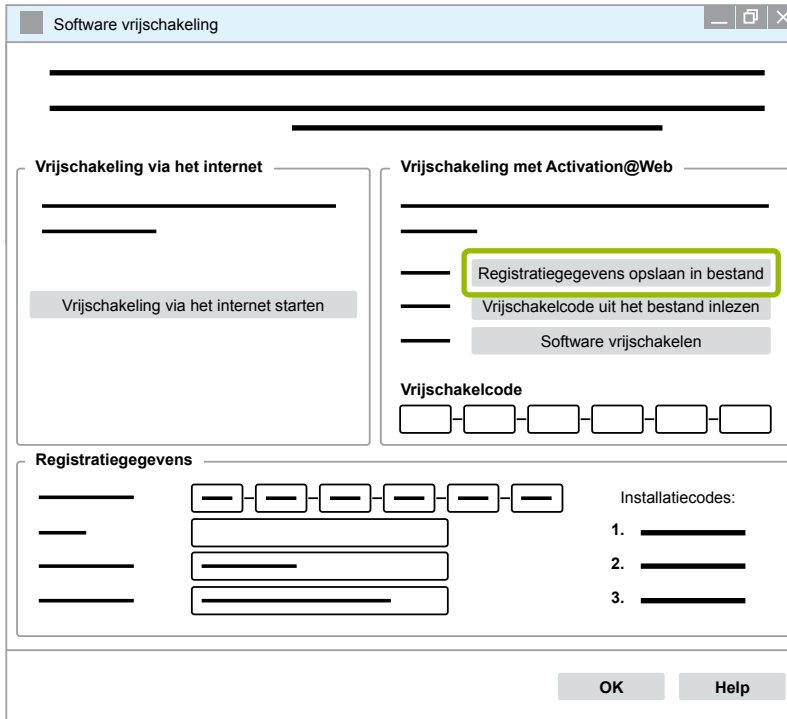 Software vrijschakeling
Vrijschakeling via het internet
Vrijschakeling via het internet starten
Vrijschakeling met Activation@Web
Registratiegegevens opslaan in bestand
Vrijschakelcode uit het bestand inlezen
Software vrijschakelen
Vrijschakelcode
Registratiegegevens
Installatiecodes:
1.
2.
3.
OK
Help